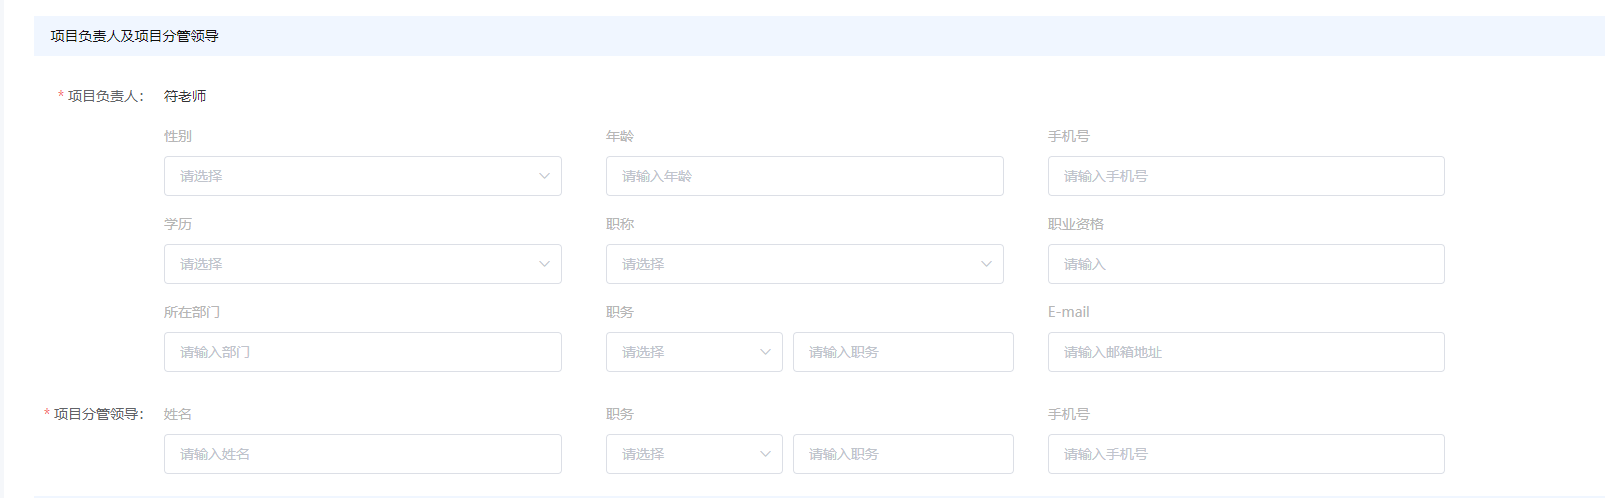 项目负责人及项目分管领导
* 项目负责人： 符老师
性别 年龄 手机号
请选择 请输入年龄 请输入手机号
学历 职称 职业资格
请选择 请选择 请输入
所在部门 职务 E-mail
请输入部门 请选择 请输入职务 请输入邮箱地址
* 项目分管领导： 姓名 职务 手机号
请输入姓名 请选择 请输入职务 请输入手机号